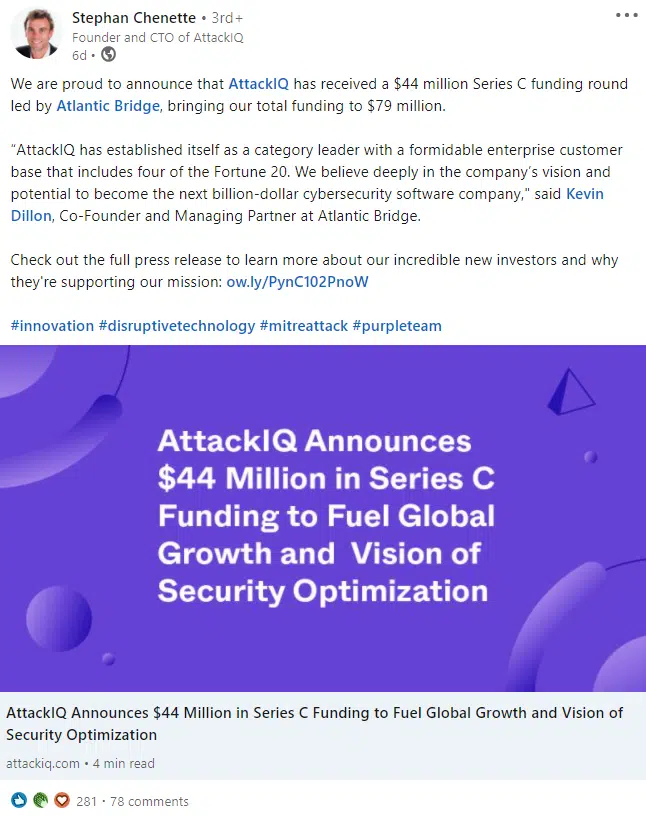 Stephan Chenette • 3rd+
Founder and CTO of AttackIQ
6d •
We are proud to announce that AttackIQ has received a $44 million Series C funding round
led by Atlantic Bridge, bringing our total funding to $79 million.
"AttackIQ has established itself as a category leader with a formidable enterprise customer
base that includes four of the Fortune 20. We believe deeply in the company's vision and
potential to become the next billion-dollar cybersecurity software company," said Kevin
Dillon, Co-Founder and Managing Partner at Atlantic Bridge.
Check out the full press release to learn more about our incredible new investors and why
they're supporting our mission: ow.ly/PynC102PnoW
#innovation #disruptivetechnology #mitreattack #purpleteam
AttackIQ Announces
$44 Million in Series C
Funding to Fuel Global
Growth and Vision of
Security Optimization
AttackIQ Announces $44 Million in Series C Funding to Fuel Global Growth and Vision of
Security Optimization
attackiq.com • 4 min read
281 · 78 comments